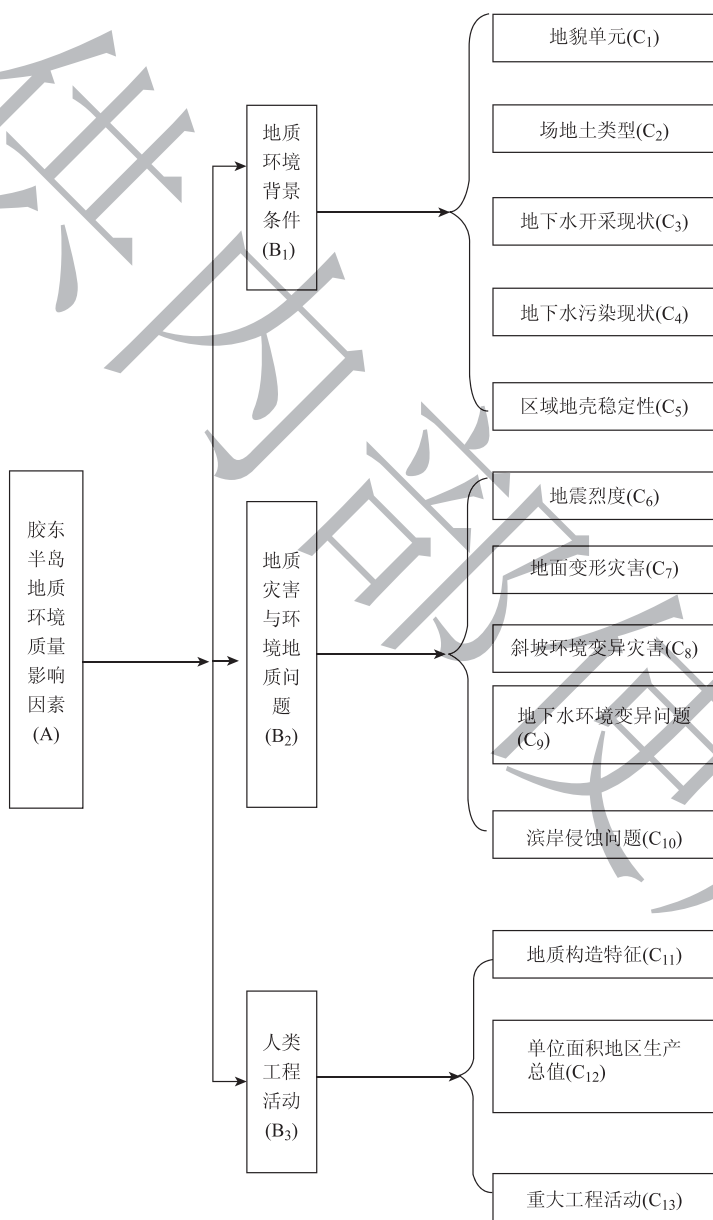 胶东
半岛
地质
环境
质量
影响
因素
(A)
地质
环境
背景
条件
(B₁)
地貌单元(C₁)
场地土类型(C₂)
地下水开采现状(C₃)
地下水污染现状(C₄)
区域地壳稳定性(C₅)
地质
灾害
与环
境地
质问
题
(B₂)
地震烈度(C₆)
地面变形灾害(C₇)
斜坡环境变异灾害(C₈)
地下水环境变异问题
(C₉)
滨岸侵蚀问题(C₁₀)
人类
工程
活动
(B₃)
地质构造特征(C₁₁)
单位面积地区生产
总值(C₁₂)
重大工程活动(C₁₃)
供内部使